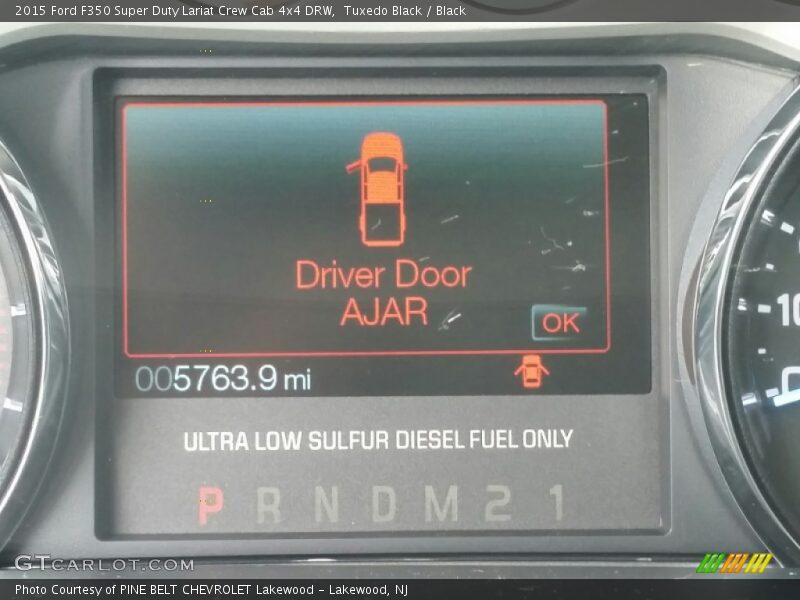 2015 Ford F350 Super Duty Lariat Crew Cab 4x4 DRW, Tuxedo Black / Black
Driver Door
AJAR
OK
005763.9 mi
ULTRA LOW SULFUR DIESEL FUEL ONLY
P R N D M 2 1
GTCARLOT.COM
Photo Courtesy of PINE BELT CHEVROLET Lakewood - Lakewood, NJ